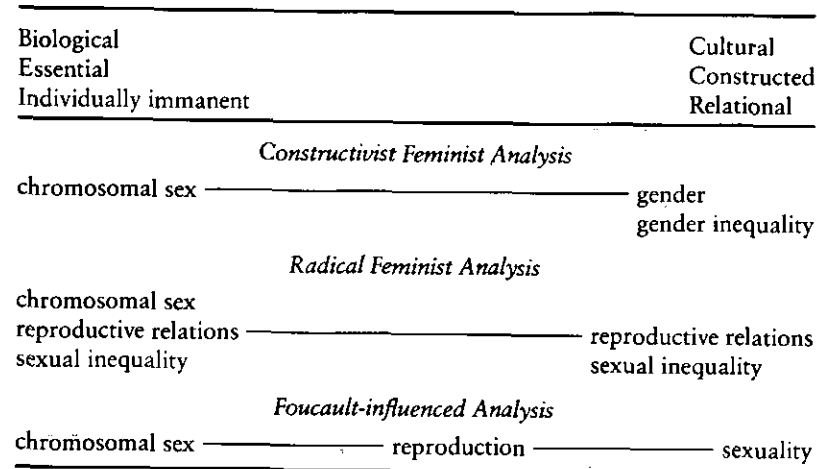 Biological Cultural
Essential Constructed
Individually immanent Relational
Constructivist Feminist Analysis
chromosomal sex gender
gender inequality
Radical Feminist Analysis
chromosomal sex
reproductive relations reproductive relations
sexual inequality sexual inequality
Foucault-influenced Analysis
chromosomal sex reproduction sexuality